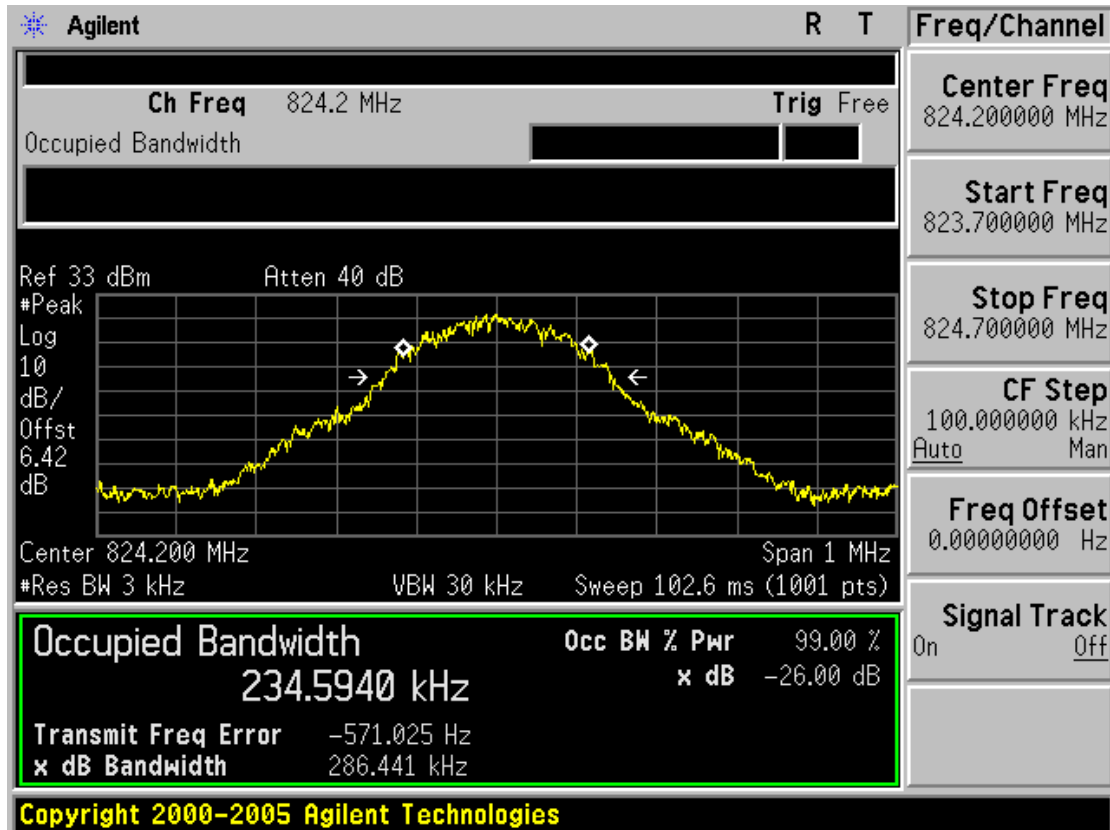 Agilent R T
Ch Freq 824.2 MHz Trig Free
Occupied Bandwidth
Ref 33 dBm Atten 40 dB
#Peak
Log
10
dB/
Offst
6.42
dB
Center 824.200 MHz Span 1 MHz
#Res BW 3 kHz VBW 30 kHz Sweep 102.6 ms (1001 pts)
Occupied Bandwidth
234.5940 kHz
Occ BW % Pwr 99.00 %
x dB -26.00 dB
Transmit Freq Error -571.025 Hz
x dB Bandwidth 286.441 kHz
Copyright 2000-2005 Agilent Technologies
Freq/Channel
Center Freq
824.200000 MHz
Start Freq
823.700000 MHz
Stop Freq
824.700000 MHz
CF Step
100.000000 kHz
Auto Man
Freq Offset
0.00000000 Hz
Signal Track
On Off